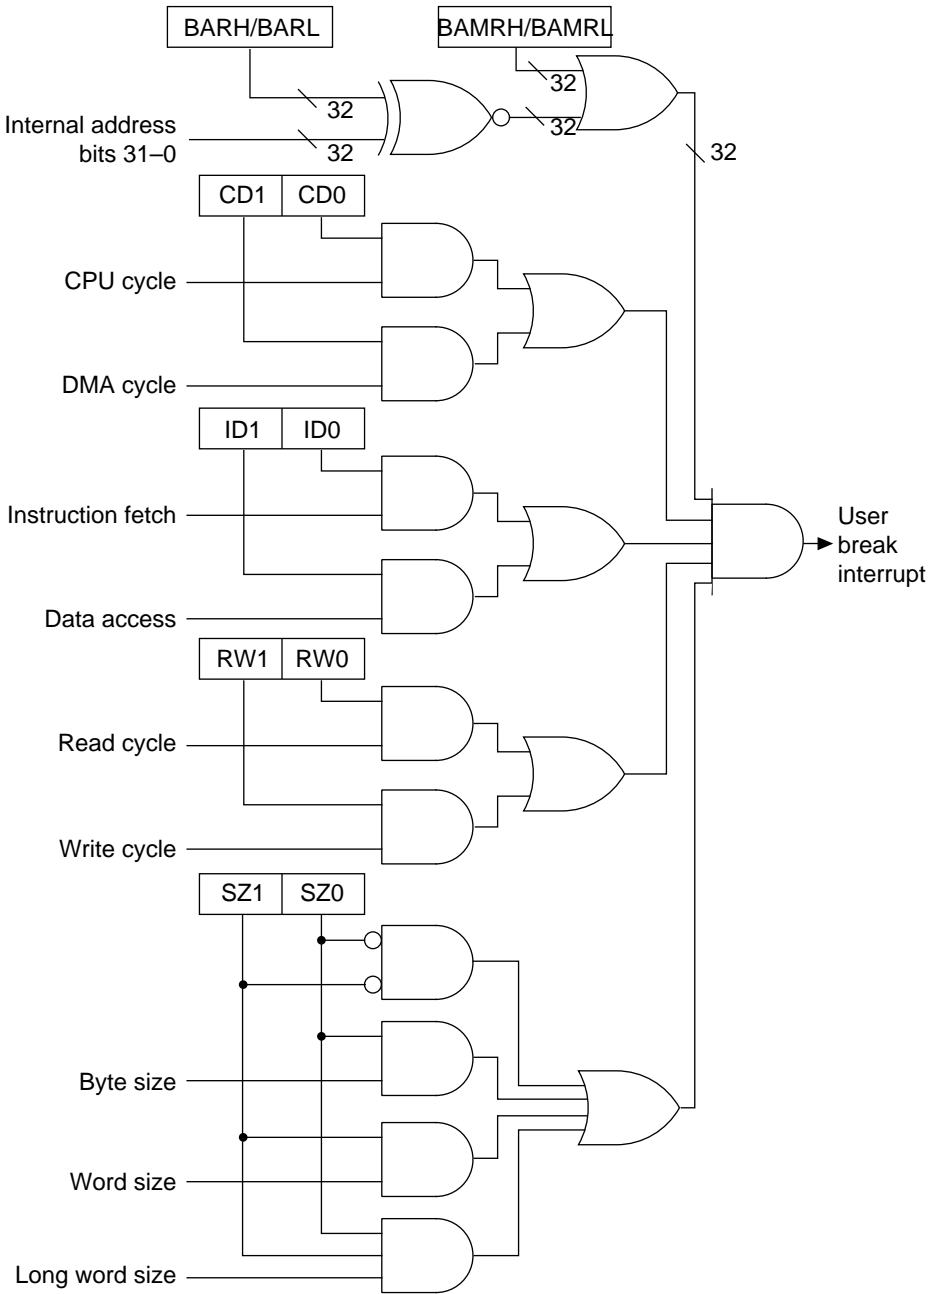 BARH/BARL
BAMRH/BAMRL
32
32
32
32
32
Internal address
bits 31–0
CD1 CD0
CPU cycle
DMA cycle
ID1 ID0
Instruction fetch
Data access
User
break
interrupt
RW1 RW0
Read cycle
Write cycle
SZ1 SZ0
Byte size
Word size
Long word size